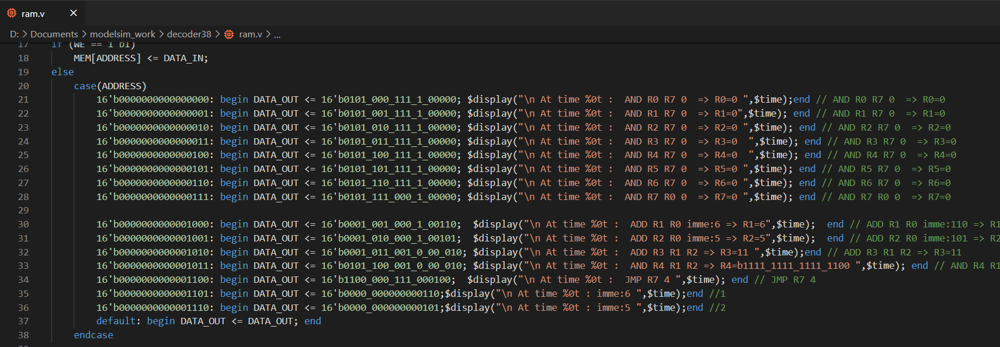 ram.v ×
D: > Documents > modelsim_work > decoder38 > ram.v > ...
17 if (WE == 1'b1)
18 MEM[ADDRESS] <= DATA_IN;
19 else
20 case(ADDRESS)
21 16'b0000000000000000: begin DATA_OUT <= 16'b0101_000_111_1_00000; $display("\n At time %0t :  AND R0 R7 0  => R0=0 ",$time);end // AND R0 R7 0  => R0=0
22 16'b0000000000000001: begin DATA_OUT <= 16'b0101_001_111_1_00000; $display("\n At time %0t :  AND R1 R7 0  => R1=0",$time); end // AND R1 R7 0  => R1=0
23 16'b0000000000000010: begin DATA_OUT <= 16'b0101_010_111_1_00000; $display("\n At time %0t :  AND R2 R7 0  => R2=0 ",$time); end // AND R2 R7 0  => R2=0
24 16'b0000000000000011: begin DATA_OUT <= 16'b0101_011_111_1_00000; $display("\n At time %0t :  AND R3 R7 0  => R3=0  ",$time); end // AND R3 R7 0  => R3=0
25 16'b0000000000000100: begin DATA_OUT <= 16'b0101_100_111_1_00000; $display("\n At time %0t :  AND R4 R7 0  => R4=0  ",$time); end // AND R4 R7 0  => R4=0
26 16'b0000000000000101: begin DATA_OUT <= 16'b0101_101_111_1_00000; $display("\n At time %0t :  AND R5 R7 0  => R5=0 ",$time); end // AND R5 R7 0  => R5=0
27 16'b0000000000000110: begin DATA_OUT <= 16'b0101_110_111_1_00000; $display("\n At time %0t :  AND R6 R7 0  => R6=0 ",$time); end // AND R6 R7 0  => R6=0
28 16'b0000000000000111: begin DATA_OUT <= 16'b0101_111_000_1_00000; $display("\n At time %0t :  AND R7 R0 0  => R7=0 ",$time); end // AND R7 R0 0  => R7=0
29
30 16'b0000000000001000: begin DATA_OUT <= 16'b0001_001_000_1_00110;  $display("\n At time %0t :  ADD R1 R0 imme:6 => R1=6",$time);  end // ADD R1 R0 imme:110 => R1
31 16'b0000000000001001: begin DATA_OUT <= 16'b0001_010_000_1_00101;  $display("\n At time %0t :  ADD R2 R0 imme:5 => R2=5",$time);  end // ADD R2 R0 imme:101 => R2
32 16'b0000000000001010: begin DATA_OUT <= 16'b0001_011_001_0_00_010; $display("\n At time %0t :  ADD R3 R1 R2 => R3=11 ",$time);end // ADD R3 R1 R2 => R3=11
33 16'b0000000000001011: begin DATA_OUT <= 16'b0101_100_001_0_00_010; $display("\n At time %0t :  AND R4 R1 R2 => R4=b1111_1111_1111_1100 ",$time); end // AND R4 R1
34 16'b0000000000001100: begin DATA_OUT <= 16'b1100_000_111_000100;  $display("\n At time %0t :  JMP R7 4 ",$time); end // JMP R7 4
35 16'b0000000000001101: begin DATA_OUT <= 16'b0000_000000000110;$display("\n At time %0t : imme:6 ",$time);end //1
36 16'b0000000000001110: begin DATA_OUT <= 16'b0000_000000000101;$display("\n At time %0t : imme:5 ",$time);end //2
37 default: begin DATA_OUT <= DATA_OUT; end
38 endcase